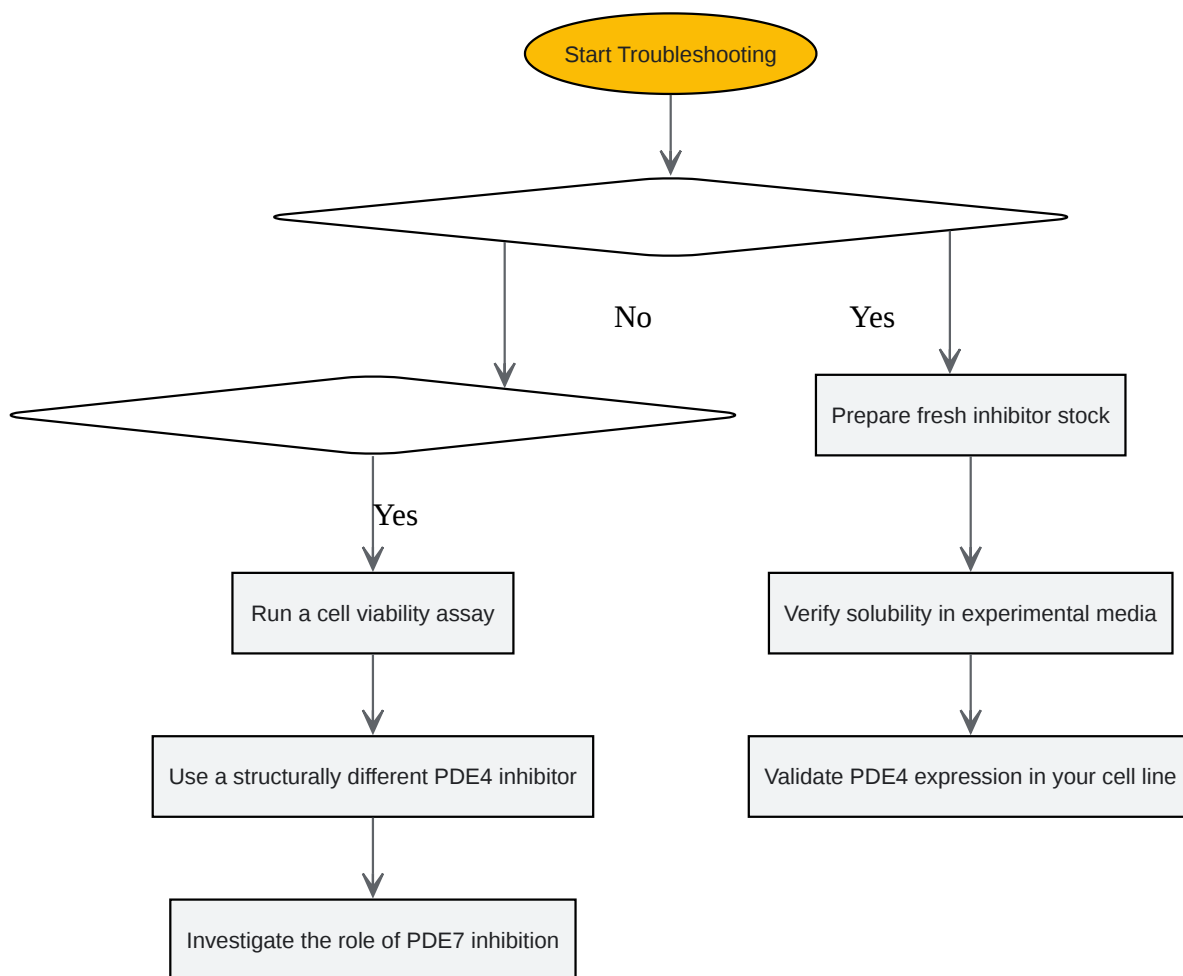 Start Troubleshooting
No
Yes
Prepare fresh inhibitor stock
Yes
Run a cell viability assay
Verify solubility in experimental media
Use a structurally different PDE4 inhibitor
Validate PDE4 expression in your cell line
Investigate the role of PDE7 inhibition